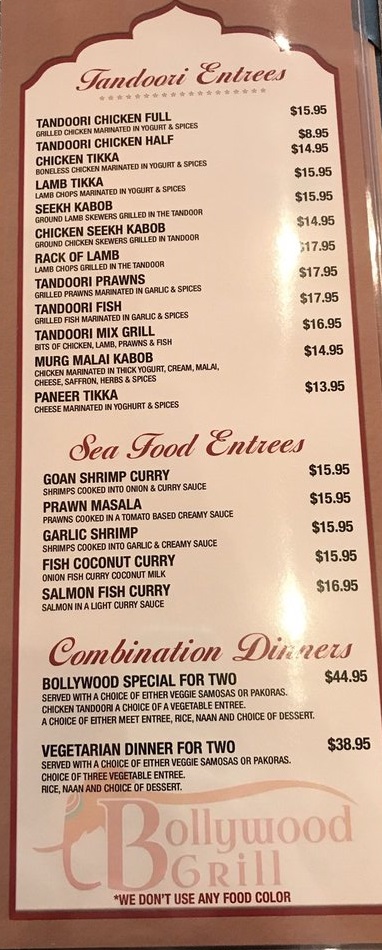 Tandoori Entrees
TANDOORI CHICKEN FULL $15.95
GRILLED CHICKEN MARINATED IN YOGURT & SPICES
TANDOORI CHICKEN HALF $8.95
CHICKEN TIKKA $14.95
BONELESS CHICKEN MARINATED IN YOGURT & SPICES
LAMB TIKKA $15.95
LAMB CHOPS MARINATED IN YOGURT & SPICES
SEEKH KABOB $15.95
GROUND LAMB SKEWERS GRILLED IN THE TANDOOR
CHICKEN SEEKH KABOB $14.95
GROUND CHICKEN SKEWERS GRILLED IN TANDOOR
RACK OF LAMB $17.95
LAMB CHOPS GRILLED IN THE TANDOOR
TANDOORI PRAWNS $17.95
GRILLED PRAWNS MARINATED IN GARLIC & SPICES
TANDOORI FISH $17.95
GRILLED FISH MARINATED IN GARLIC & SPICES
TANDOORI MIX GRILL $16.95
BITS OF CHICKEN, LAMB, PRAWNS & FISH
MURG MALAI KABOB $14.95
CHICKEN MARINATED IN THICK YOGURT, CREAM, MALAI,
CHEESE, SAFFRON, HERBS & SPICES
PANEER TIKKA $13.95
CHEESE MARINATED IN YOGHURT & SPICES
Sea Food Entrees
GOAN SHRIMP CURRY $15.95
SHRIMPS COOKED INTO ONION & CURRY SAUCE
PRAWN MASALA $15.95
PRAWNS COOKED IN A TOMATO BASED CREAMY SAUCE
GARLIC SHRIMP $15.95
SHRIMPS COOKED INTO GARLIC & CREAMY SAUCE
FISH COCONUT CURRY $15.95
ONION FISH CURRY COCONUT MILK
SALMON FISH CURRY $16.95
SALMON IN A LIGHT CURRY SAUCE
Combination Dinners
BOLLYWOOD SPECIAL FOR TWO $44.95
SERVED WITH A CHOICE OF EITHER VEGGIE SAMOSAS OR PAKORAS.
CHICKEN TANDOORI A CHOICE OF A VEGETABLE ENTREE.
A CHOICE OF EITHER MEET ENTREE, RICE, NAAN AND CHOICE OF DESSERT.
VEGETARIAN DINNER FOR TWO $38.95
SERVED WITH A CHOICE OF EITHER VEGGIE SAMOSAS OR PAKORAS.
CHOICE OF THREE VEGETABLE ENTREE.
RICE, NAAN AND CHOICE OF DESSERT.
Bollywood
GRill
*WE DON'T USE ANY FOOD COLOR